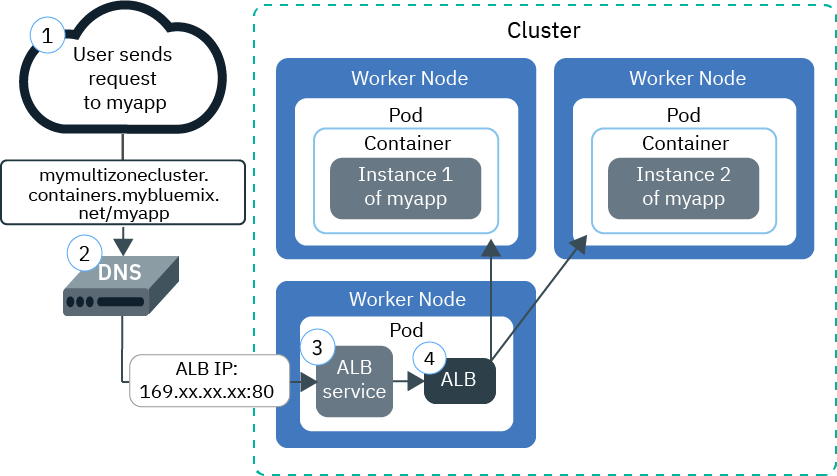 1
User sends
request
to myapp
mymultizonecluster.
containers.mybluemix.
net/myapp
2
DNS
ALB IP:
169.xx.xx.xx:80
Cluster
Worker Node
Pod
Container
Instance 1
of myapp
Worker Node
Pod
Container
Instance 2
of myapp
Worker Node
Pod
3
ALB
service
4
ALB